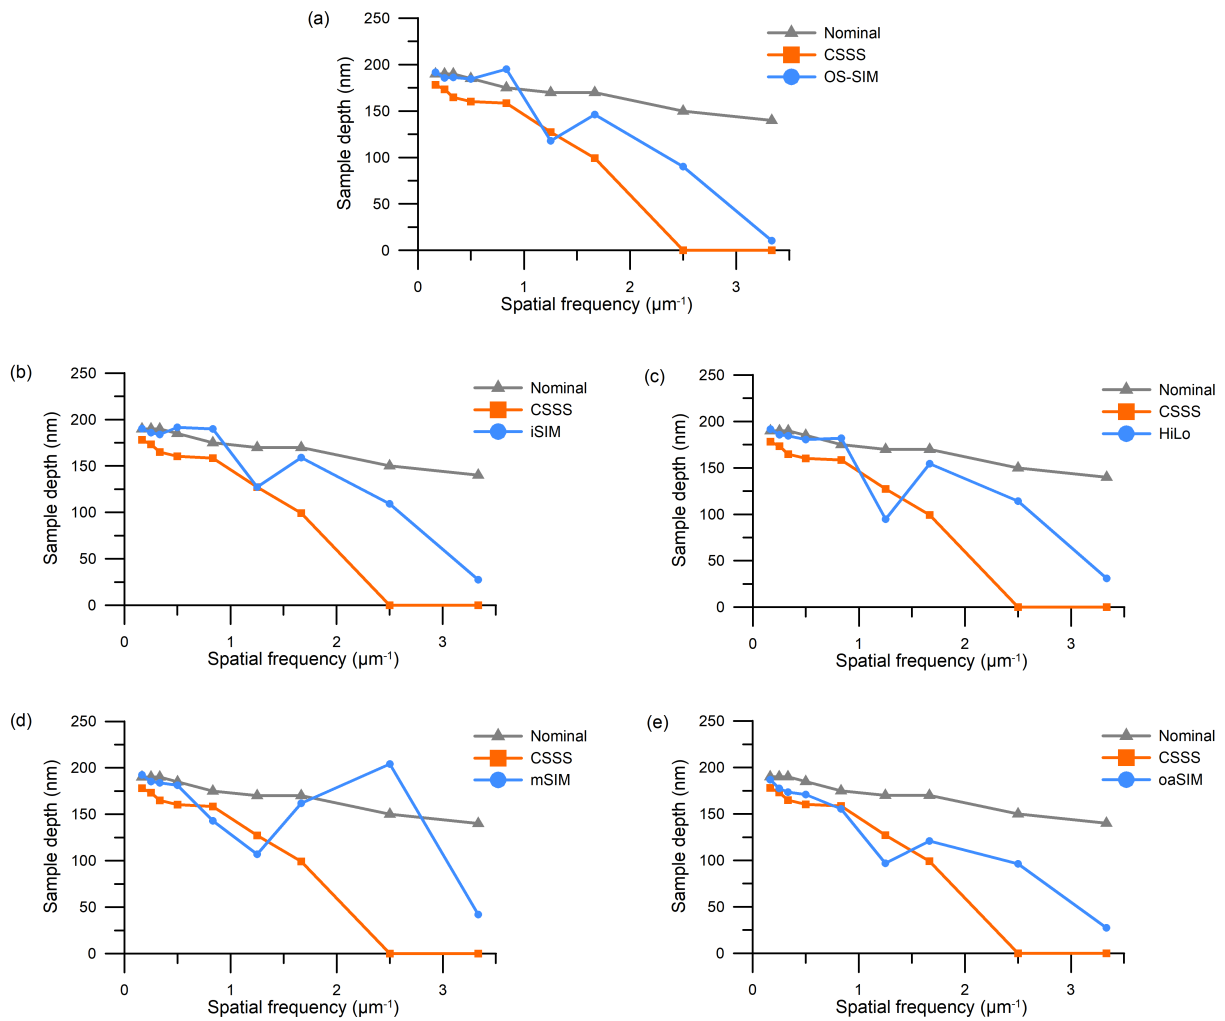 (a)
250
200
150
100
50
0
Sample depth (nm)
0 1 2 3
Spatial frequency (µm⁻¹)
Nominal
CSSS
OS-SIM
(b)
250
200
150
100
50
0
Sample depth (nm)
0 1 2 3
Spatial frequency (µm⁻¹)
Nominal
CSSS
iSIM
(c)
250
200
150
100
50
0
Sample depth (nm)
0 1 2 3
Spatial frequency (µm⁻¹)
Nominal
CSSS
HiLo
(d)
250
200
150
100
50
0
Sample depth (nm)
0 1 2 3
Spatial frequency (µm⁻¹)
Nominal
CSSS
mSIM
(e)
250
200
150
100
50
0
Sample depth (nm)
0 1 2 3
Spatial frequency (µm⁻¹)
Nominal
CSSS
oaSIM